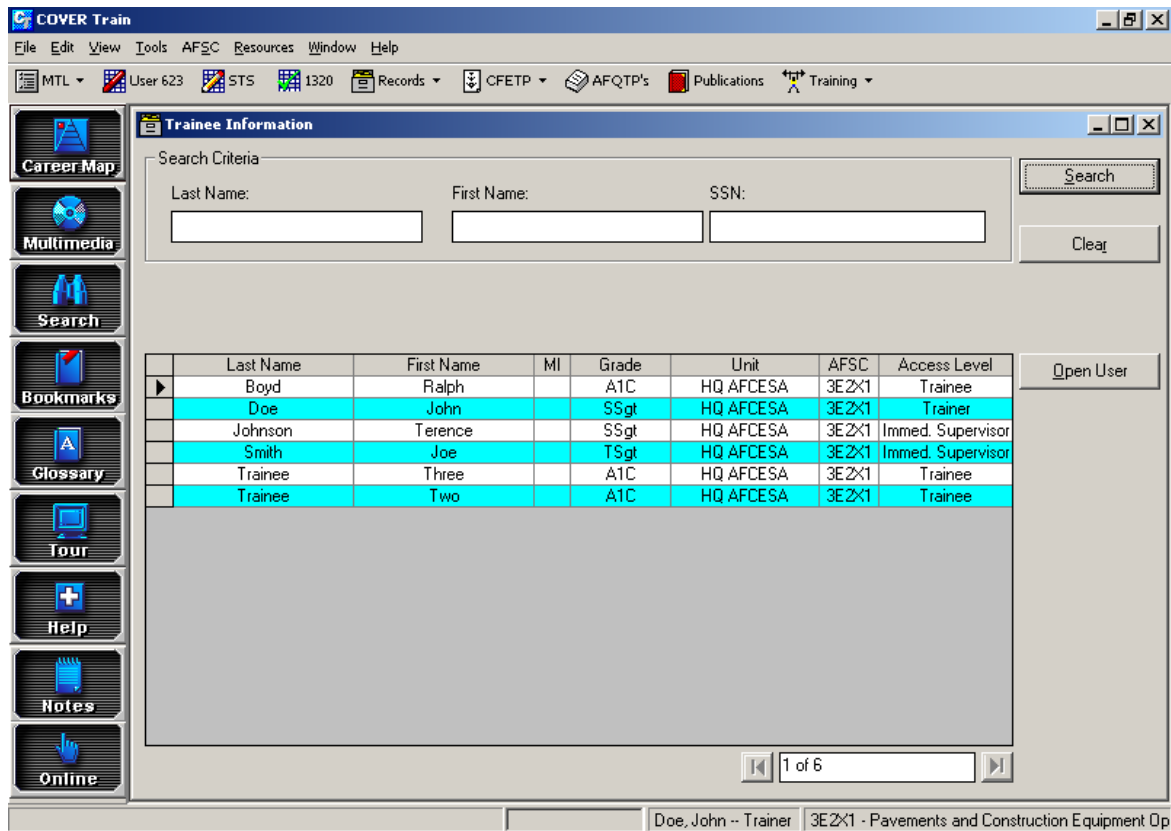 COVER Train
File Edit View Tools AFSC Resources Window Help
MTL User 623 STS 1320 Records CFETP AFQTP's Publications Training
Career Map
Multimedia
Search
Bookmarks
Glossary
Tour
Help
Notes
Online
Trainee Information
Search Criteria
Last Name: First Name: SSN:
Search
Clear
Open User
Last Name First Name MI Grade Unit AFSC Access Level
Boyd Ralph A1C HQ AFCESA 3E2X1 Trainee
Doe John SSgt HQ AFCESA 3E2X1 Trainer
Johnson Terence SSgt HQ AFCESA 3E2X1 Immed. Supervisor
Smith Joe TSgt HQ AFCESA 3E2X1 Immed. Supervisor
Trainee Three A1C HQ AFCESA 3E2X1 Trainee
Trainee Two A1C HQ AFCESA 3E2X1 Trainee
1 of 6
Doe, John -- Trainer 3E2X1 - Pavements and Construction Equipment Op